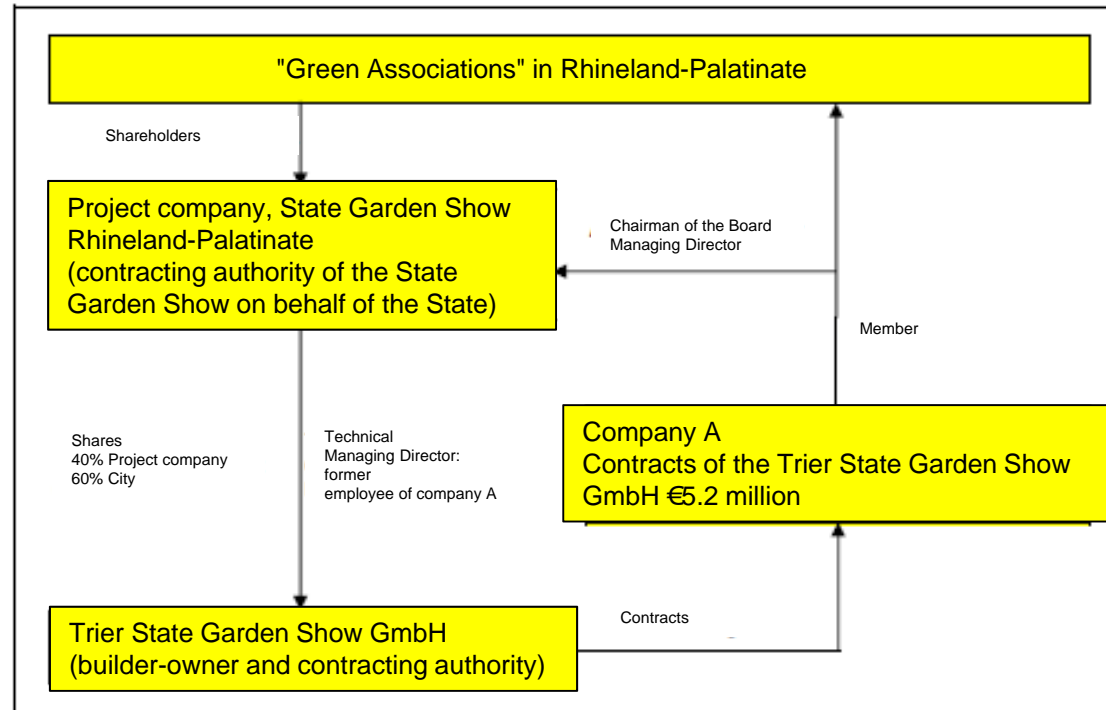 "Green Associations" in Rhineland-Palatinate
Shareholders
Project company, State Garden Show
Rhineland-Palatinate
(contracting authority of the State
Garden Show on behalf of the State)
Chairman of the Board
Managing Director
Member
Shares
40% Project company
60% City
Technical
Managing Director:
former
employee of company A
Company A
Contracts of the Trier State Garden Show
GmbH €5.2 million
Trier State Garden Show GmbH
(builder-owner and contracting authority)
Contracts